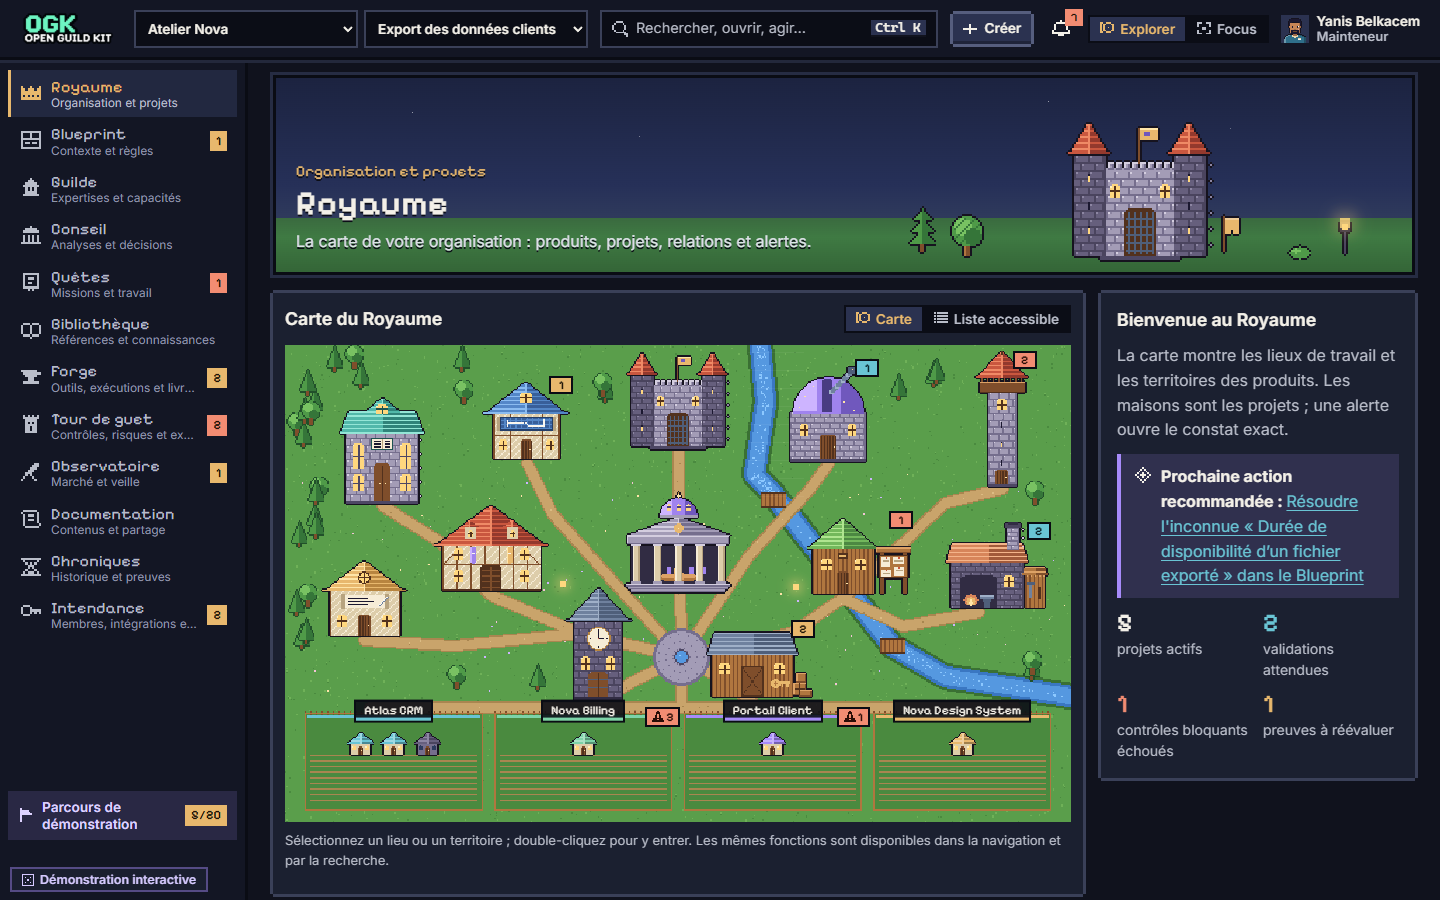 OGK
OPEN GUILD KIT
Atelier Nova
Export des données clients
Rechercher, ouvrir, agir...
Ctrl K
+ Créer
1
Explorer
Focus
Yanis Belkacem
Mainteneur
Royaume
Organisation et projets
Blueprint
Contexte et règles
1
Guilde
Expertises et capacités
Conseil
Analyses et décisions
Quêtes
Missions et travail
1
Bibliothèque
Références et connaissances
Forge
Outils, exécutions et livr...
2
Tour de guet
Contrôles, risques et ex...
2
Observatoire
Marché et veille
1
Documentation
Contenus et partage
Chroniques
Historique et preuves
Intendance
Membres, intégrations e...
2
Parcours de
démonstration
Démonstration interactive
Organisation et projets
Royaume
La carte de votre organisation : produits, projets, relations et alertes.
Carte du Royaume
Carte
Liste accessible
1
1
2
1
2
2
Atlas CRM
Nova Billing
3
Portail Client
1
Nova Design System
Sélectionnez un lieu ou un territoire ; double-cliquez pour y entrer. Les mêmes fonctions sont disponibles dans la navigation et
par la recherche.
Bienvenue au Royaume
La carte montre les lieux de travail et
les territoires des produits. Les
maisons sont les projets ; une alerte
ouvre le constat exact.
Prochaine action
recommandée : Résoudre
l'inconnue « Durée de
disponibilité d'un fichier
exporté » dans le Blueprint
projets actifs
2
validations
attendues
1
contrôles bloquants
échoués
1
preuves à réévaluer